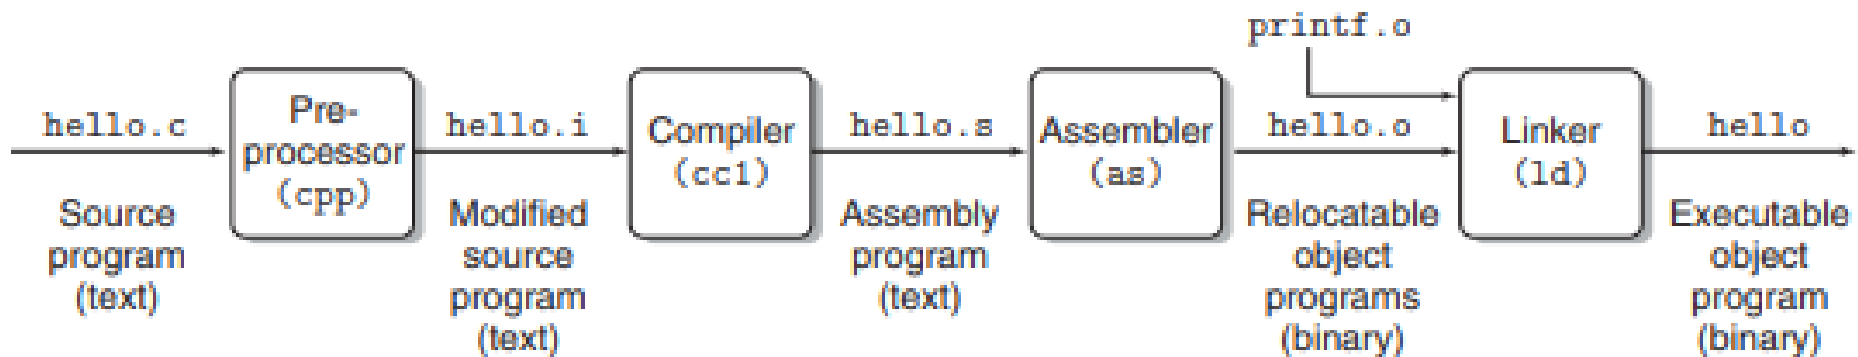 printf.o
hello.c
Pre-
processor
(cpp)
hello.i
Compiler
(cc1)
hello.s
Assembler
(as)
hello.o
Linker
(ld)
hello
Source
program
(text)
Modified
source
program
(text)
Assembly
program
(text)
Relocatable
object
programs
(binary)
Executable
object
program
(binary)